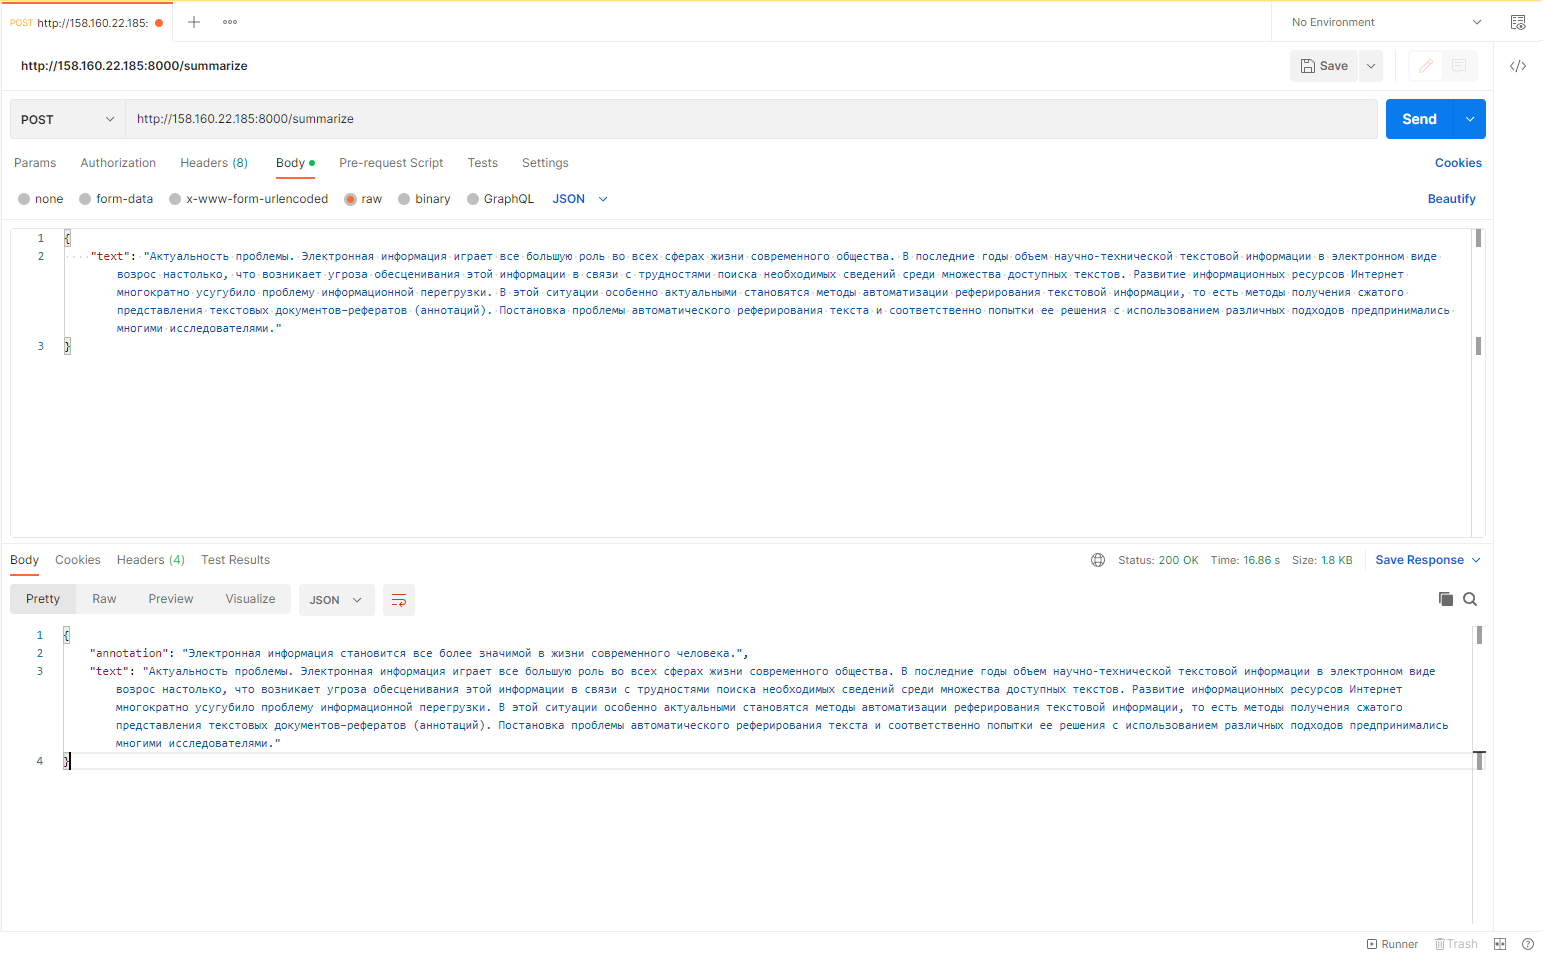 POST http://158.160.22.185:
No Environment
http://158.160.22.185:8000/summarize
Save
POST http://158.160.22.185:8000/summarize Send
Params Authorization Headers (8) Body Pre-request Script Tests Settings Cookies
none form-data x-www-form-urlencoded raw binary GraphQL JSON Beautify
1 {
2 "text": "Актуальность проблемы. Электронная информация играет все большую роль во всех сферах жизни современного общества. В последние годы объем научно-технической текстовой информации в электронном виде
возрос настолько, что возникает угроза обесценивания этой информации в связи с трудностями поиска необходимых сведений среди множества доступных текстов. Развитие информационных ресурсов Интернет
многократно усугубило проблему информационной перегрузки. В этой ситуации особенно актуальными становятся методы автоматизации реферирования текстовой информации, то есть методы получения сжатого
представления текстовых документов-рефератов (аннотаций). Постановка проблемы автоматического реферирования текста и соответственно попытки ее решения с использованием различных подходов предпринимались
многими исследователями."
3 }
Body Cookies Headers (4) Test Results Status: 200 OK Time: 16.86 s Size: 1.8 KB Save Response
Pretty Raw Preview Visualize JSON
1 {
2 "annotation": "Электронная информация становится все более значимой в жизни современного человека.",
3 "text": "Актуальность проблемы. Электронная информация играет все большую роль во всех сферах жизни современного общества. В последние годы объем научно-технической текстовой информации в электронном виде
возрос настолько, что возникает угроза обесценивания этой информации в связи с трудностями поиска необходимых сведений среди множества доступных текстов. Развитие информационных ресурсов Интернет
многократно усугубило проблему информационной перегрузки. В этой ситуации особенно актуальными становятся методы автоматизации реферирования текстовой информации, то есть методы получения сжатого
представления текстовых документов-рефератов (аннотаций). Постановка проблемы автоматического реферирования текста и соответственно попытки ее решения с использованием различных подходов предпринимались
многими исследователями."
4 }
Runner Trash